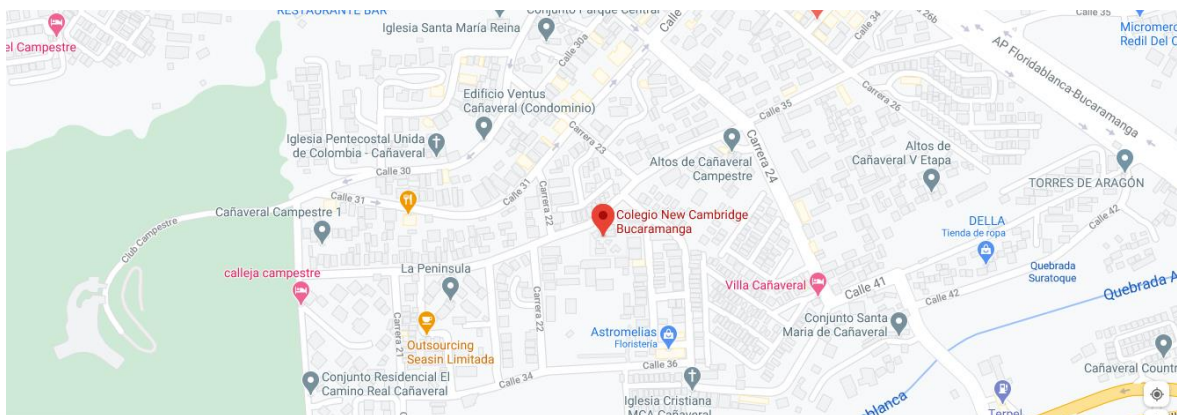 RESTAURANTE BAR
Conjunto Parque Central
Calle
Calle 34
26b
Calle 35
el Campestre
Iglesia Santa María Reina
Calle 30a
Micromerc
Redil Del C
AP Floridablanca-Bucaramanga
Edificio Ventus
Cañaveral (Condominio)
Carrera 26
Calle 35
Iglesia Pentecostal Unida
de Colombia - Cañaveral
Carrera 23
Carrera 24
Altos de Cañaveral
Campestre
Altos de
Cañaveral V Etapa
Calle 30
Calle 31
TORRES DE ARAGÓN
Calle 31
Carrera 22
Cañaveral Campestre 1
Colegio New Cambridge
Bucaramanga
DELLA
Tienda de ropa
Calle 42
Club Campestre
calleja campestre
La Peninsula
Villa Cañaveral
Calle 41
Quebrada
Suratoque
Quebrada A
Calle 42
Carrera 21
Carrera 22
Outsourcing
Seasin Limitada
Astromelias
Floristería
Conjunto Santa
Maria de Cañaveral
Conjunto Residencial El
Camino Real Cañaveral
Calle 34
Calle 36
Cañaveral Countr
Iglesia Cristiana
MCA Cañaveral
blanca
Terpel